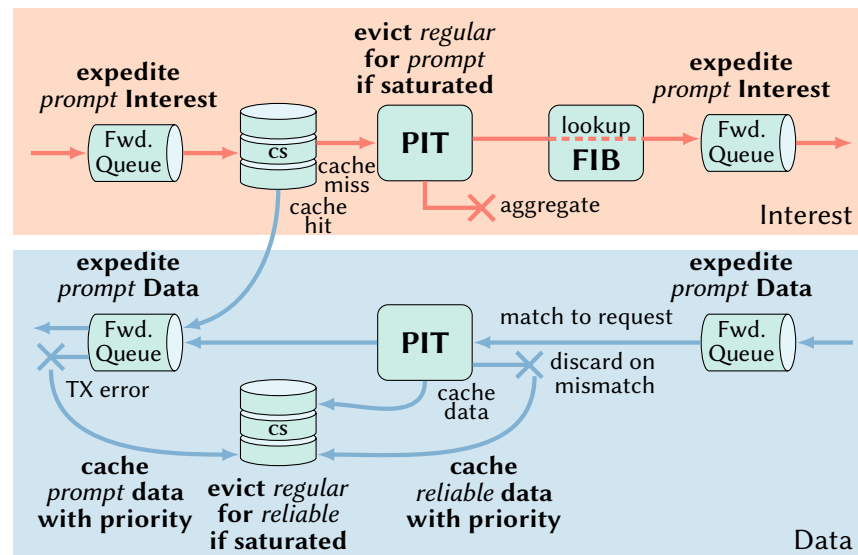 expedite
prompt Interest
Fwd.
Queue
CS
cache
miss
cache
hit
evict regular
for prompt
if saturated
PIT
aggregate
lookup
FIB
expedite
prompt Interest
Fwd.
Queue
Interest
expedite
prompt Data
Fwd.
Queue
TX error
PIT
match to request
discard on
mismatch
expedite
prompt Data
Fwd.
Queue
cache
data
CS
cache
prompt data
with priority
evict regular
for reliable
if saturated
cache
reliable data
with priority
Data